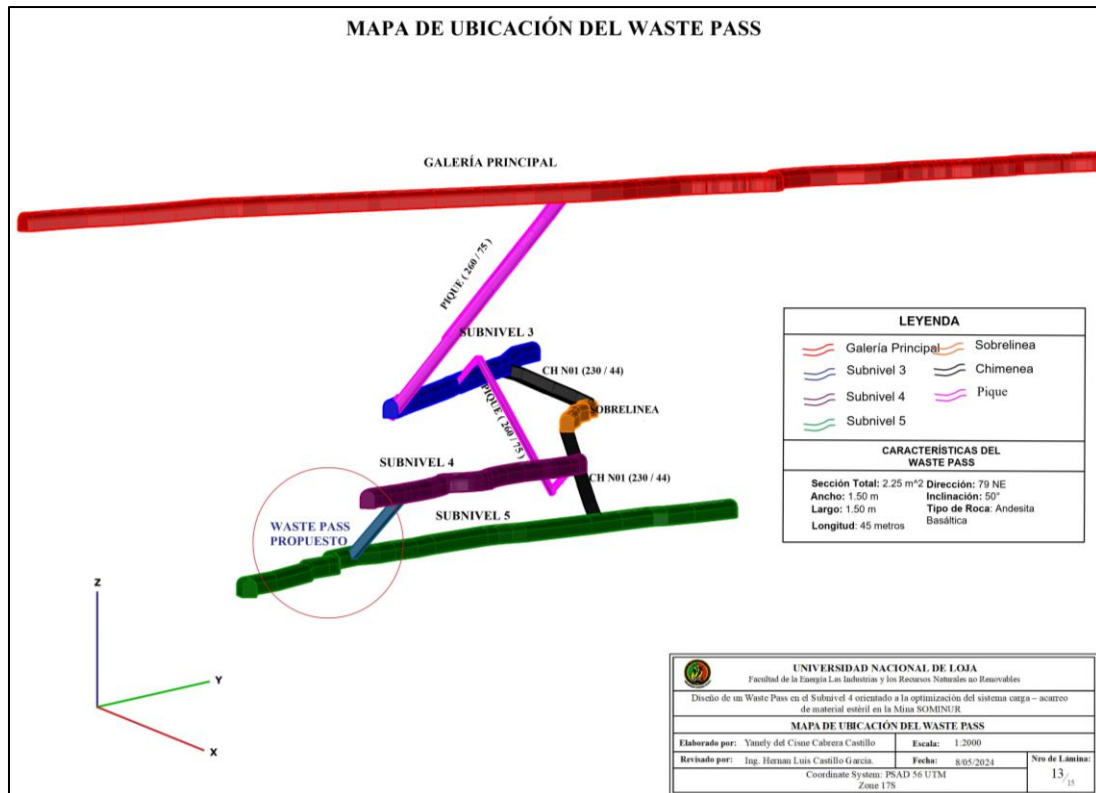 MAPA DE UBICACIÓN DEL WASTE PASS
GALERÍA PRINCIPAL
PIQUE ( 260 / 75 )
SUBNIVEL 3
CH N01 (230 / 44)
PIQUE ( 260 / 75 )
SOBRELINEA
SUBNIVEL 4
CH N01 (230 / 44)
SUBNIVEL 5
WASTE PASS
PROPUESTO
Z
Y
X
LEYENDA
Galería Principal
Sobrelinea
Subnivel 3
Chimenea
Subnivel 4
Pique
Subnivel 5
CARACTERÍSTICAS DEL
WASTE PASS
Sección Total: 2.25 m^2 Dirección: 79 NE
Ancho: 1.50 m Inclinación: 50°
Largo: 1.50 m Tipo de Roca: Andesita
Basáltica
Longitud: 45 metros
UNIVERSIDAD NACIONAL DE LOJA
Facultad de la Energía Las Industrias y los Recursos Naturales no Renovables
Diseño de un Waste Pass en el Subnivel 4 orientado a la optimización del sistema carga – acarreo
de material estéril en la Mina SOMINUR
MAPA DE UBICACIÓN DEL WASTE PASS
Elaborado por: Yanely del Cisne Cabrera Castillo Escala: 1:2000
Revisado por: Ing. Hernan Luis Castillo Garcia. Fecha: 8/05/2024
Nro de Lámina:
13/15
Coordinate System: PSAD 56 UTM
Zone 17S